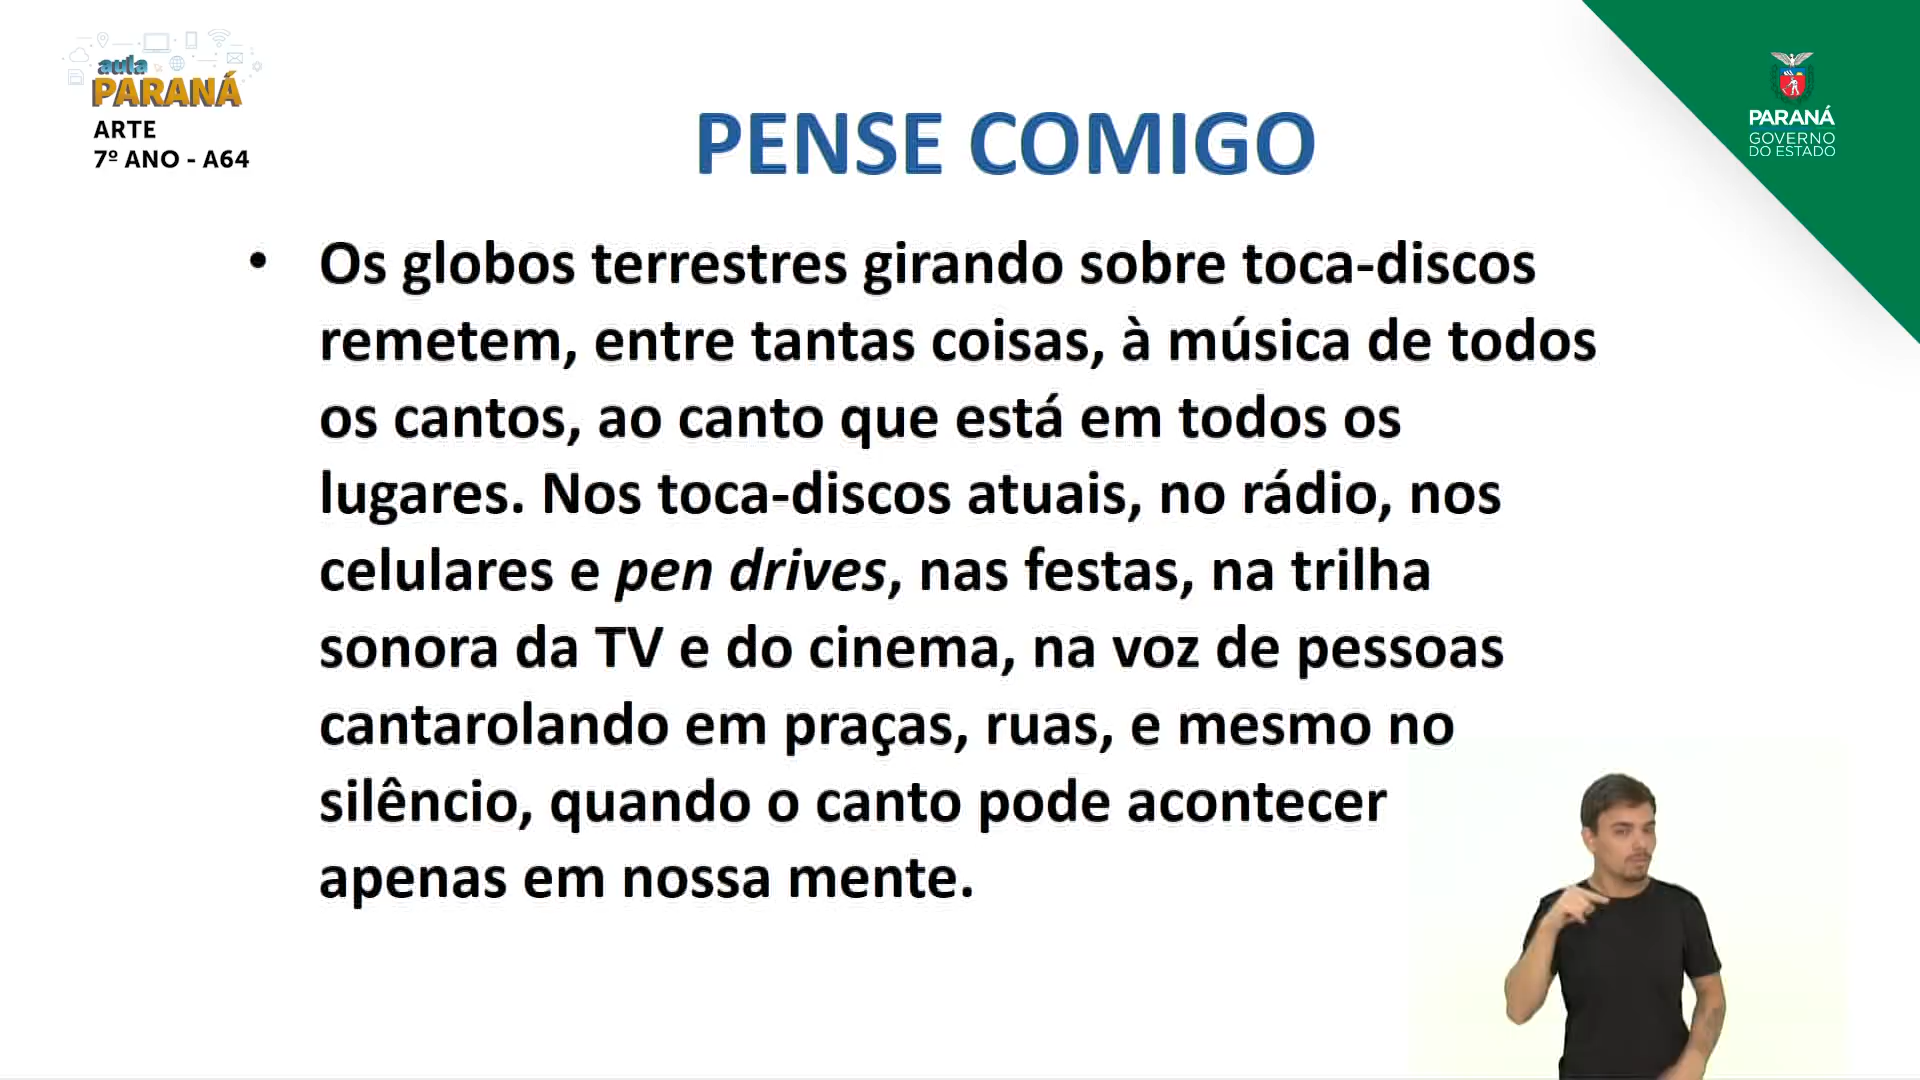 aula
PARANÁ
ARTE
7º ANO - A64
PARANÁ
GOVERNO
DO ESTADO
PENSE COMIGO
• Os globos terrestres girando sobre toca-discos
remetem, entre tantas coisas, à música de todos
os cantos, ao canto que está em todos os
lugares. Nos toca-discos atuais, no rádio, nos
celulares e pen drives, nas festas, na trilha
sonora da TV e do cinema, na voz de pessoas
cantarolando em praças, ruas, e mesmo no
silêncio, quando o canto pode acontecer
apenas em nossa mente.